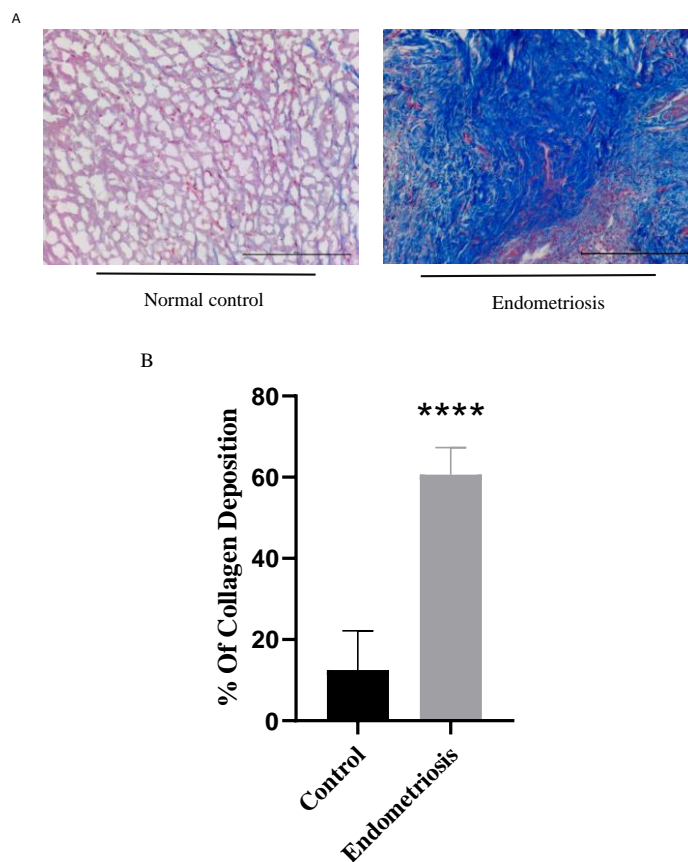 A
Normal control
Endometriosis
B
% Of Collagen Deposition
80
60
40
20
0
****
Control
Endometriosis